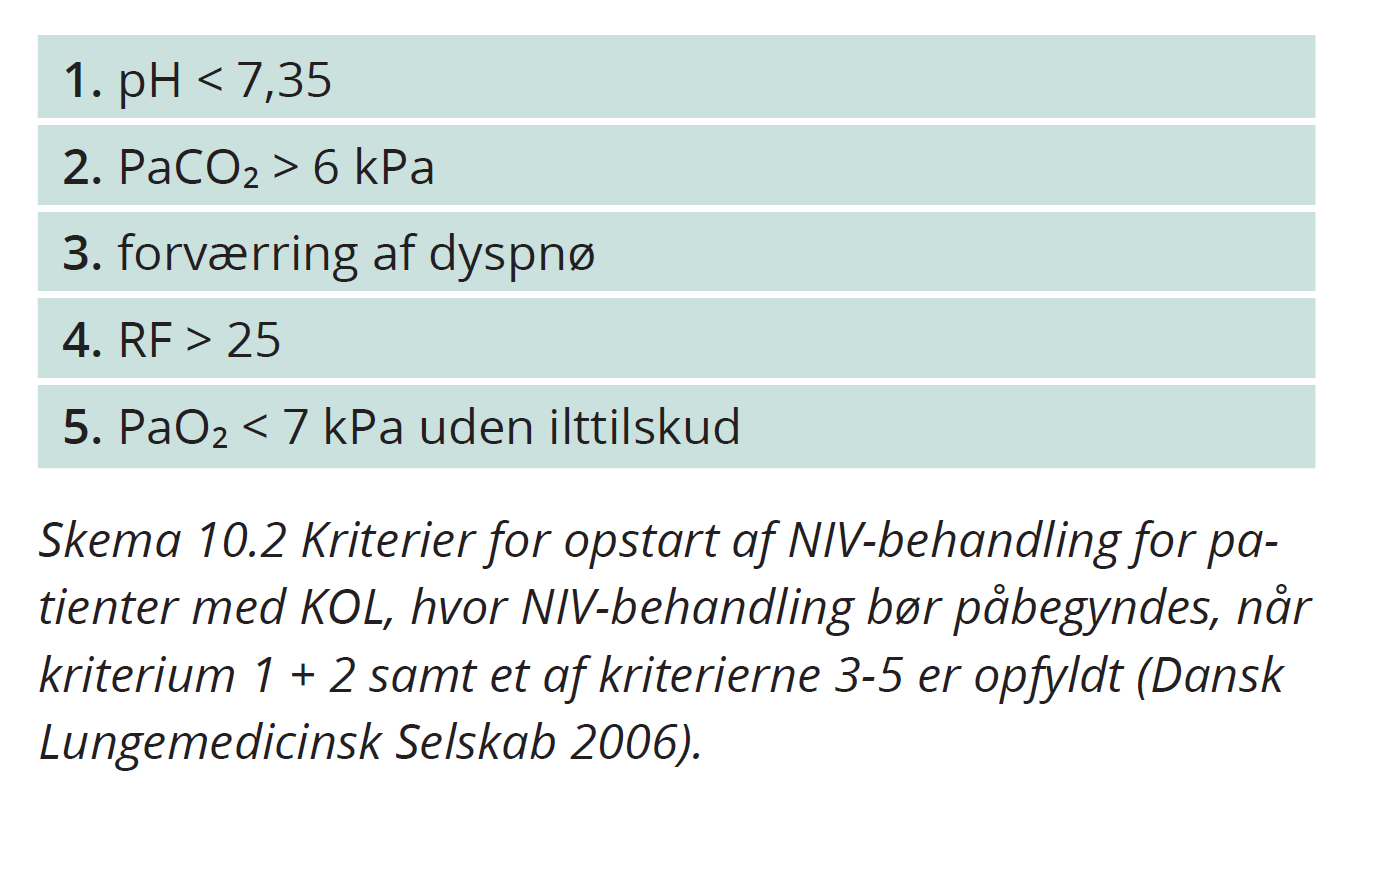 1. pH < 7,35
2. PaCO₂ > 6 kPa
3. forværring af dyspnø
4. RF > 25
5. PaO₂ < 7 kPa uden ilttilskud
Skema 10.2 Kriterier for opstart af NIV-behandling for pa-
tienter med KOL, hvor NIV-behandling bør påbegyndes, når
kriterium 1 + 2 samt et af kriterierne 3-5 er opfyldt (Dansk
Lungemedicinsk Selskab 2006).